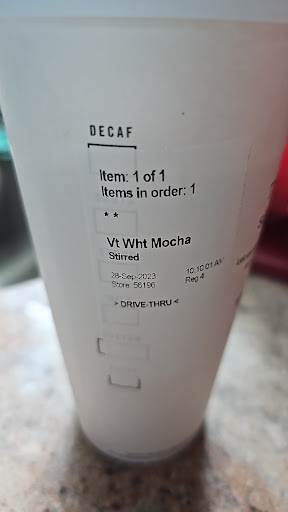 DECAF
Item: 1 of 1
Items in order: 1
* *
Vt Wht Mocha
Stirred
28-Sep-2023 10:10:01 AM
Store: 56196 Reg 4
> DRIVE-THRU <